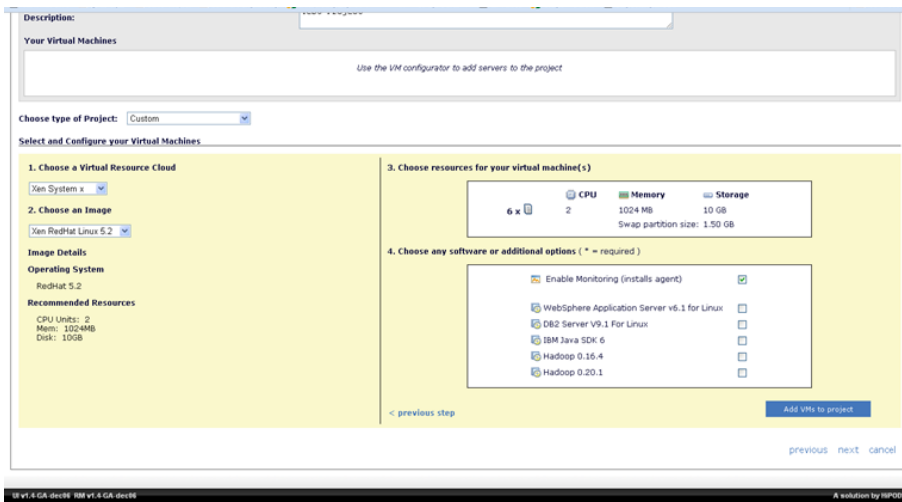 Description:
Your Virtual Machines
Use the VM configurator to add servers to the project
Choose type of Project: Custom
Select and Configure your Virtual Machines
1. Choose a Virtual Resource Cloud
Xen System x
2. Choose an Image
Xen RedHat Linux 5.2
Image Details
Operating System
RedHat 5.2
Recommended Resources
CPU Units: 2
Mem: 1024MB
Disk: 10GB
3. Choose resources for your virtual machine(s)
CPU Memory Storage
6 x 2 1024 MB 10 GB
Swap partition size: 1.50 GB
4. Choose any software or additional options ( * = required )
Enable Monitoring (installs agent)
WebSphere Application Server v6.1 for Linux
DB2 Server V9.1 For Linux
IBM Java SDK 6
Hadoop 0.16.4
Hadoop 0.20.1
< previous step
Add VMs to project
previous next cancel
UI v1.4-GA-dec06 RM v1.4-GA-dec06
A solution by HiPOD